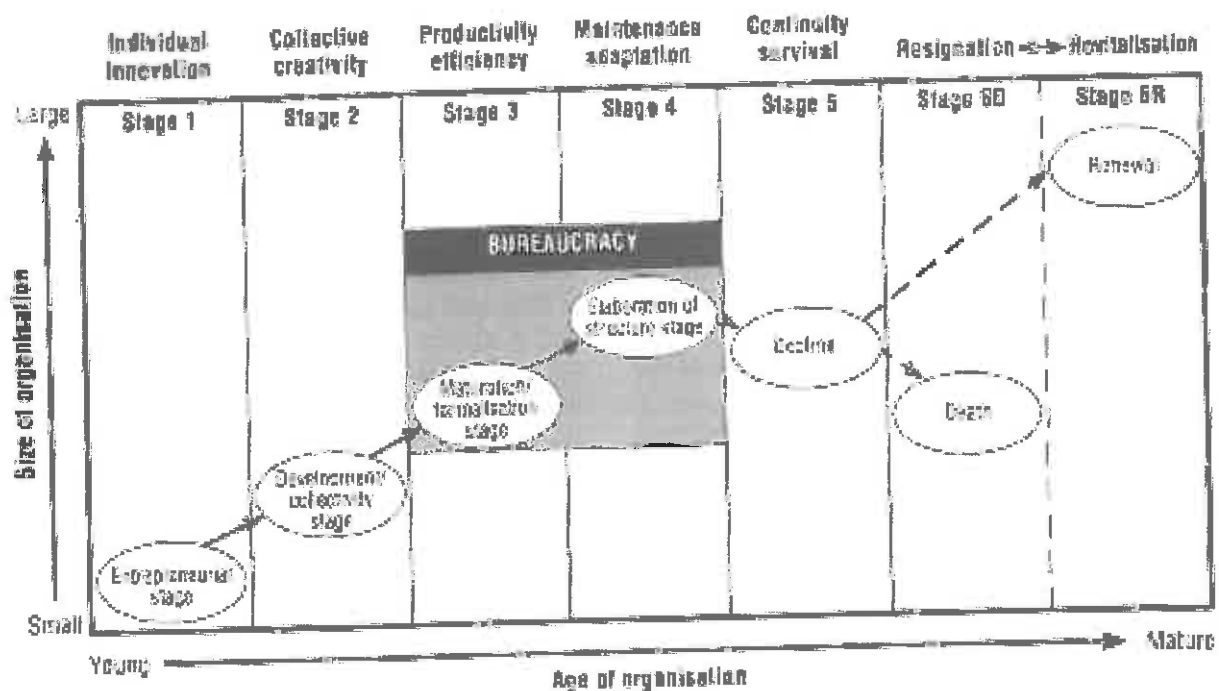 Individual
innovation
Collective
creativity
Productivity
efficiency
Maintenance
adaptation
Continuity
survival
Resignation
Revitalisation
Large
Stage 1
Stage 2
Stage 3
Stage 4
Stage 5
Stage 6D
Stage 6R
Renewal
BUREAUCRACY
Elaboration of
structure stage
Decline
Maturation/
formalisation
stage
Death
Development/
collectivity
stage
Entrepreneurial
stage
Size of organisation
Small
Young
Age of organisation
Mature